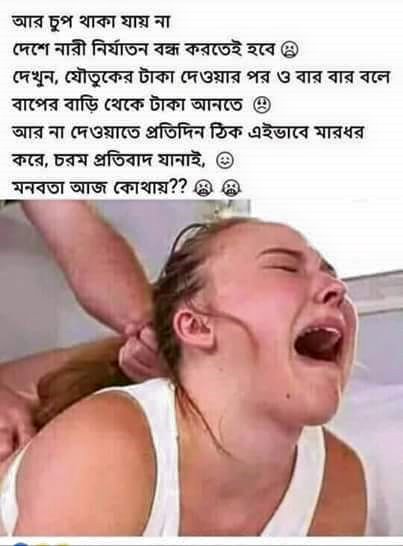 আর চুপ থাকা যায় না
দেশে নারী নির্যাতন বন্ধ করতেই হবে 😫
দেখুন, যৌতুকের টাকা দেওয়ার পর ও বার বার বলে
বাপের বাড়ি থেকে টাকা আনতে 😞
আর না দেওয়াতে প্রতিদিন ঠিক এইভাবে মারধর
করে, চরম প্রতিবাদ যানাই, ☺
মনবতা আজ কোথায়?? 😭 😭